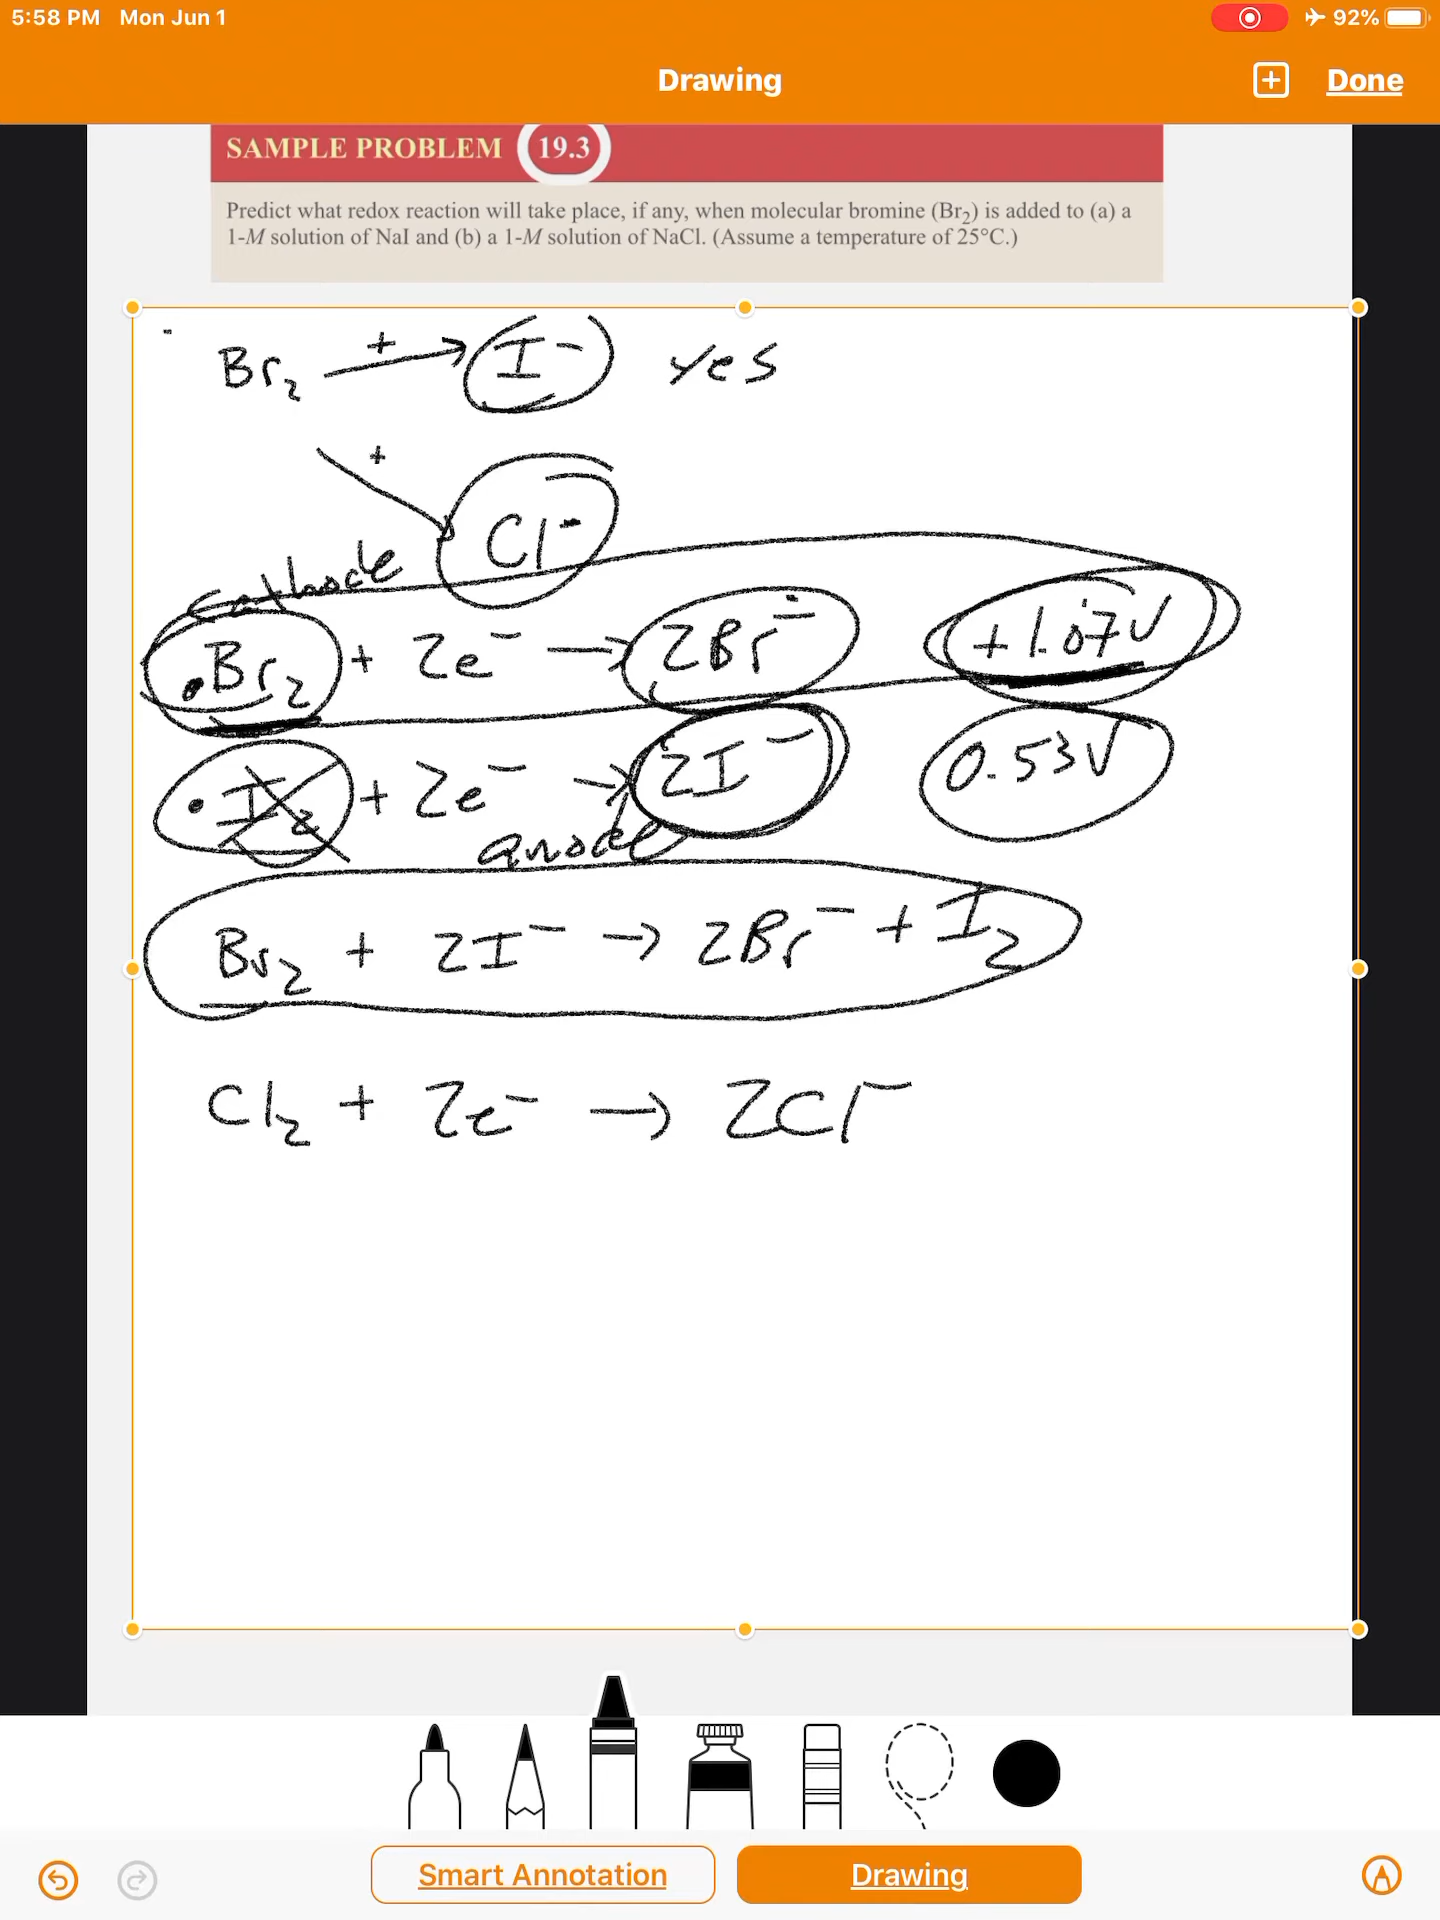 5:58 PM Mon Jun 1 92%
Drawing Done
SAMPLE PROBLEM 19.3
Predict what redox reaction will take place, if any, when molecular bromine (Br₂) is added to (a) a
1-M solution of NaI and (b) a 1-M solution of NaCl. (Assume a temperature of 25°C.)
Br₂ + → I⁻ yes
+
Cl⁻
cathode
Br₂ + 2e⁻ → 2Br⁻ +1.07V
I₂ + 2e⁻ → 2I⁻ 0.53V
anode
Br₂ + 2I⁻ → 2Br⁻ + I₂
Cl₂ + 2e⁻ → 2Cl⁻
Smart Annotation Drawing